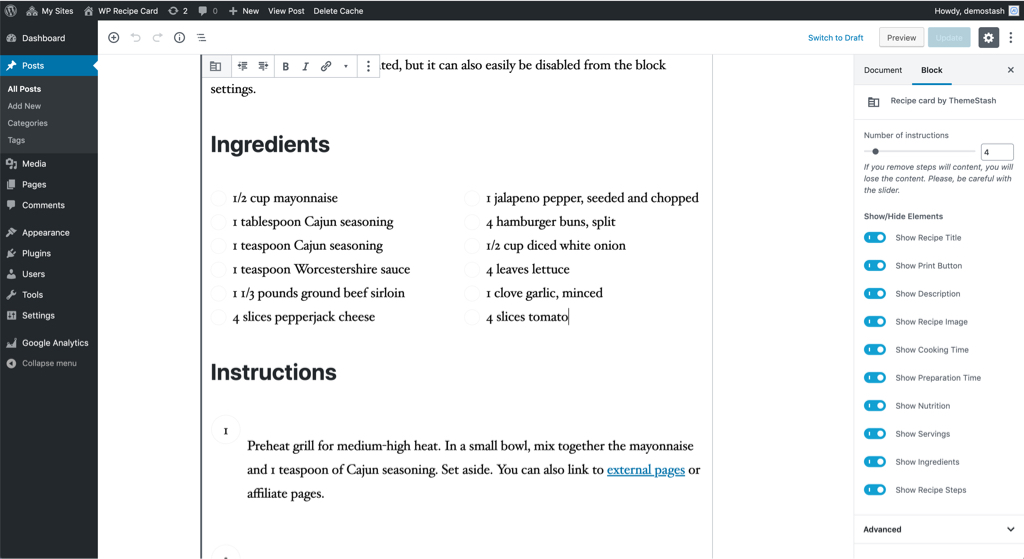 My Sites WP Recipe Card 2 0 New View Post Delete Cache Howdy, demostash
Dashboard
Posts
All Posts
Add New
Categories
Tags
Media
Pages
Comments
Appearance
Plugins
Users
Tools
Settings
Google Analytics
Collapse menu
Switch to Draft Preview Update
B I
ted, but it can also easily be disabled from the block
settings.
Ingredients
1/2 cup mayonnaise
1 tablespoon Cajun seasoning
1 teaspoon Cajun seasoning
1 teaspoon Worcestershire sauce
1 1/3 pounds ground beef sirloin
4 slices pepperjack cheese
1 jalapeno pepper, seeded and chopped
4 hamburger buns, split
1/2 cup diced white onion
4 leaves lettuce
1 clove garlic, minced
4 slices tomato
Instructions
1
Preheat grill for medium-high heat. In a small bowl, mix together the mayonnaise
and 1 teaspoon of Cajun seasoning. Set aside. You can also link to external pages or
affiliate pages.
Document Block
Recipe card by ThemeStash
Number of instructions
4
If you remove steps will content, you will
lose the content. Please, be careful with
the slider.
Show/Hide Elements
Show Recipe Title
Show Print Button
Show Description
Show Recipe Image
Show Cooking Time
Show Preparation Time
Show Nutrition
Show Servings
Show Ingredients
Show Recipe Steps
Advanced